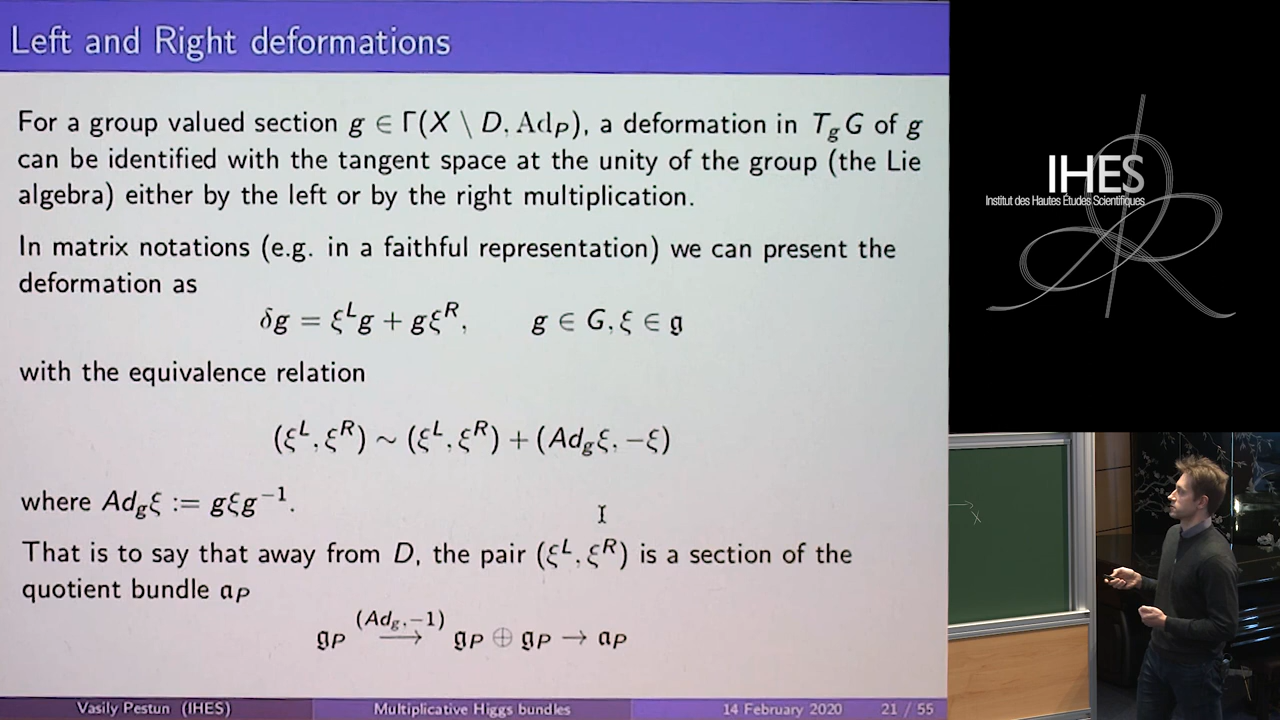 Left and Right deformations
For a group valued section g ∈ Γ(X \ D, Ad_P), a deformation in T_gG of g
can be identified with the tangent space at the unity of the group (the Lie
algebra) either by the left or by the right multiplication.
In matrix notations (e.g. in a faithful representation) we can present the
deformation as
δg = ξ^L g + gξ^R, g ∈ G, ξ ∈ 𝔤
with the equivalence relation
(ξ^L, ξ^R) ∼ (ξ^L, ξ^R) + (Ad_gξ, −ξ)
where Ad_gξ := gξg^{−1}.
That is to say that away from D, the pair (ξ^L, ξ^R) is a section of the
quotient bundle 𝔞_P
𝔤_P (Ad_g,−1) ⟶ 𝔤_P ⊕ 𝔤_P → 𝔞_P
Vasily Pestun (IHES) Multiplicative Higgs bundles 14 February 2020 21 / 55
IHES
Institut des Hautes Études Scientifiques
X